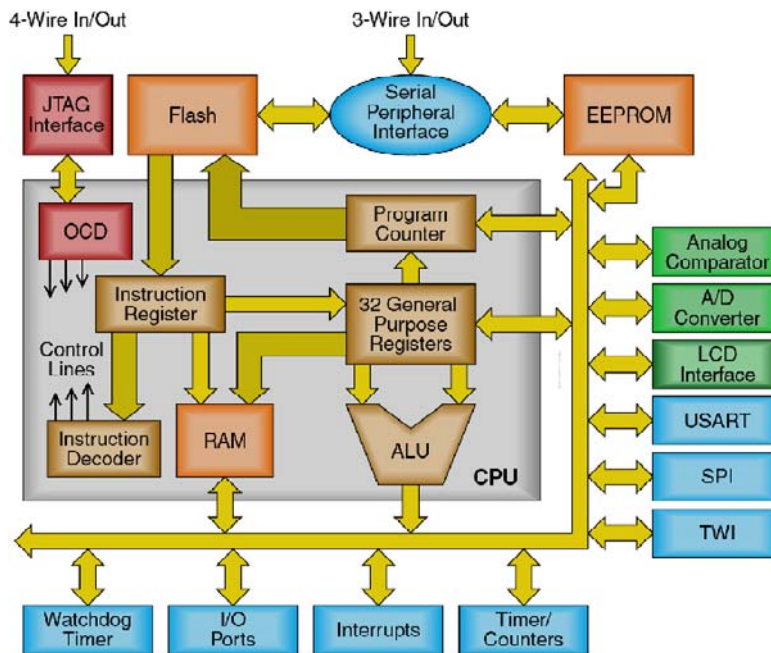 4-Wire In/Out
3-Wire In/Out
JTAG
Interface
Flash
Serial
Peripheral
Interface
EEPROM
OCD
Program
Counter
Analog
Comparator
Instruction
Register
32 General
Purpose
Registers
A/D
Converter
LCD
Interface
Control
Lines
Instruction
Decoder
RAM
ALU
CPU
USART
SPI
TWI
Watchdog
Timer
I/O
Ports
Interrupts
Timer/
Counters